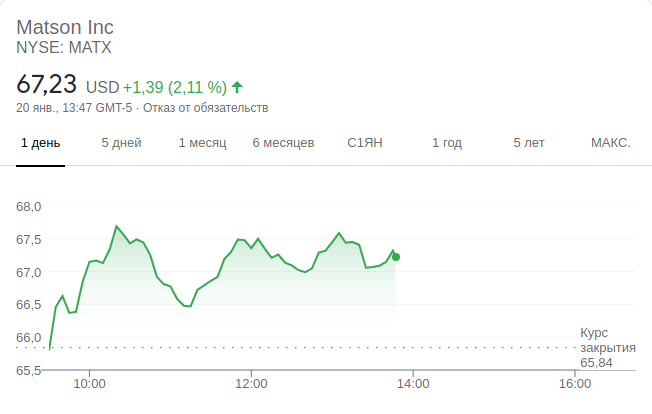 Matson Inc
NYSE: MATX
67,23 USD +1,39 (2,11 %)
20 янв., 13:47 GMT-5 · Отказ от обязательств
1 день 5 дней 1 месяц 6 месяцев С1ЯН 1 год 5 лет МАКС.
68,0
67,5
67,0
66,5
66,0
Курс
закрытия
65,84
65,5
10:00 12:00 14:00 16:00